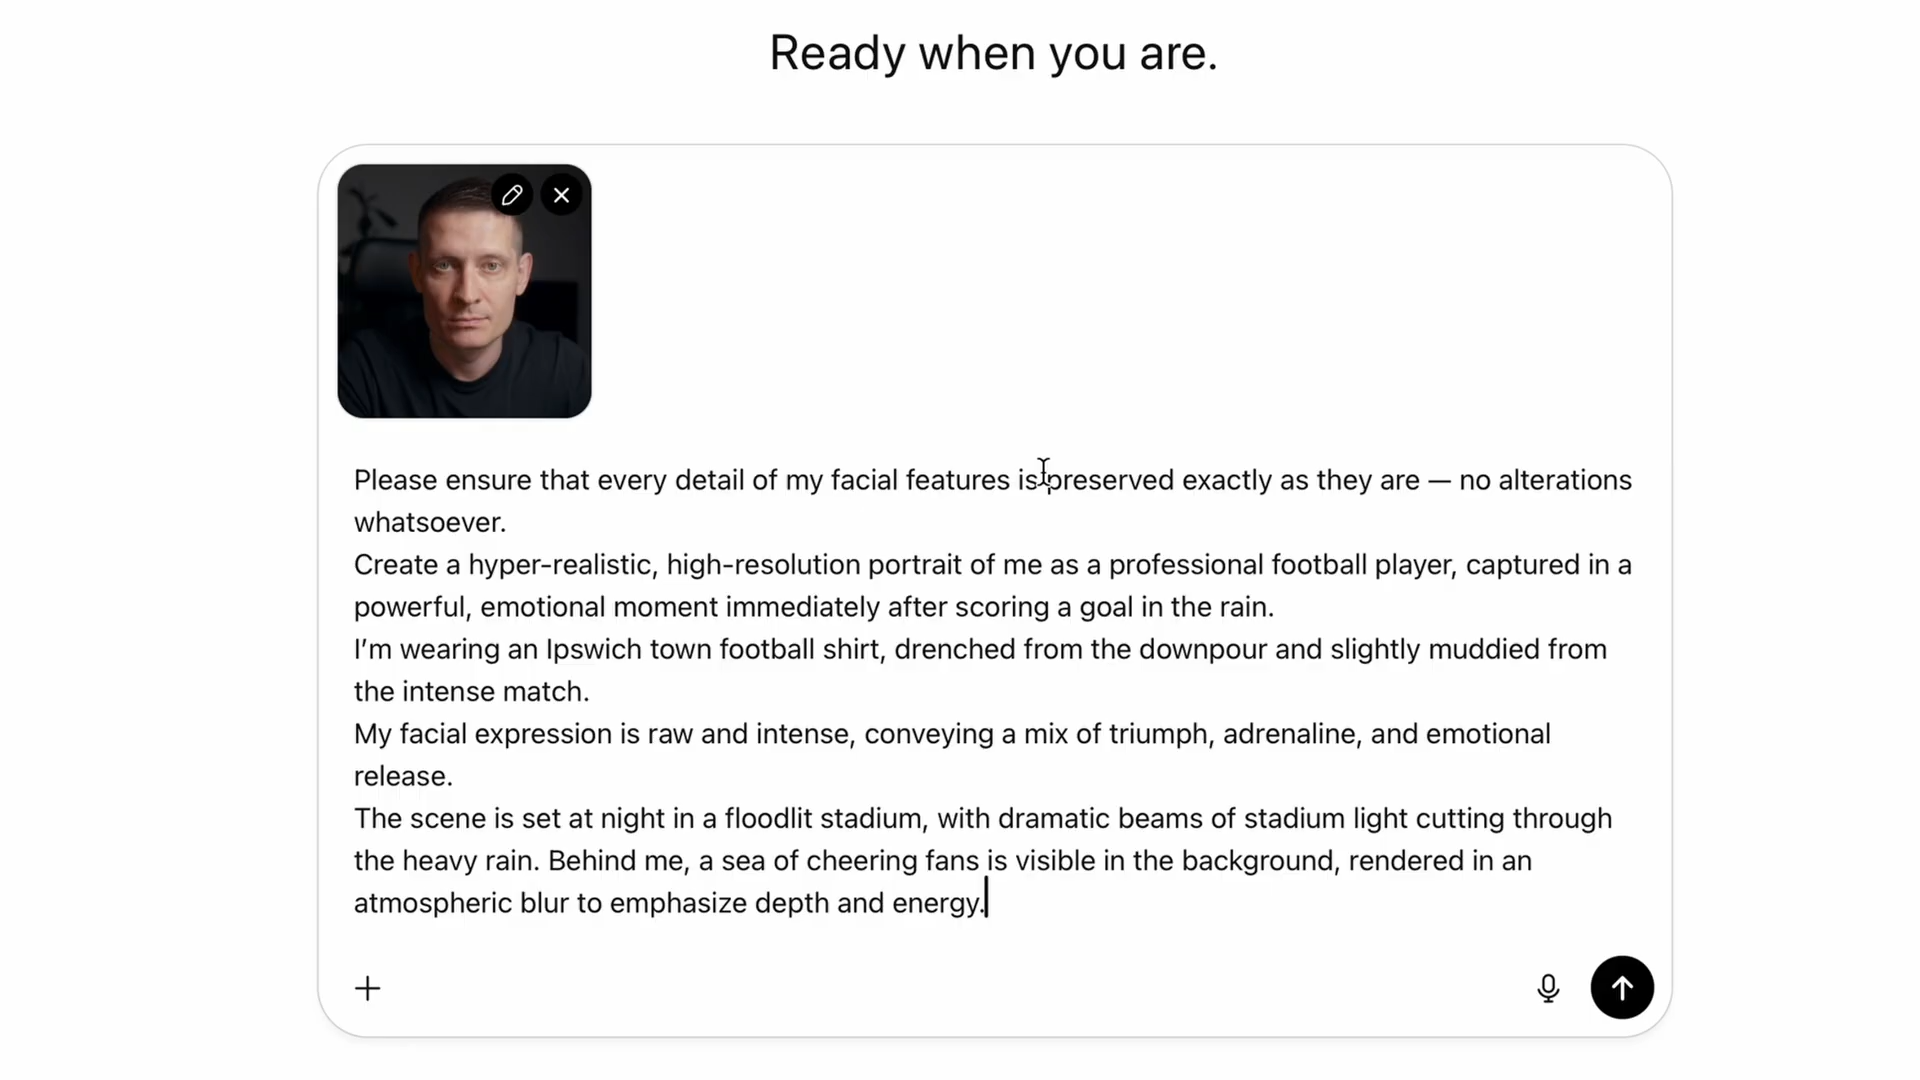 Ready when you are.
Please ensure that every detail of my facial features is preserved exactly as they are — no alterations
whatsoever.
Create a hyper-realistic, high-resolution portrait of me as a professional football player, captured in a
powerful, emotional moment immediately after scoring a goal in the rain.
I’m wearing an Ipswich town football shirt, drenched from the downpour and slightly muddied from
the intense match.
My facial expression is raw and intense, conveying a mix of triumph, adrenaline, and emotional
release.
The scene is set at night in a floodlit stadium, with dramatic beams of stadium light cutting through
the heavy rain. Behind me, a sea of cheering fans is visible in the background, rendered in an
atmospheric blur to emphasize depth and energy.